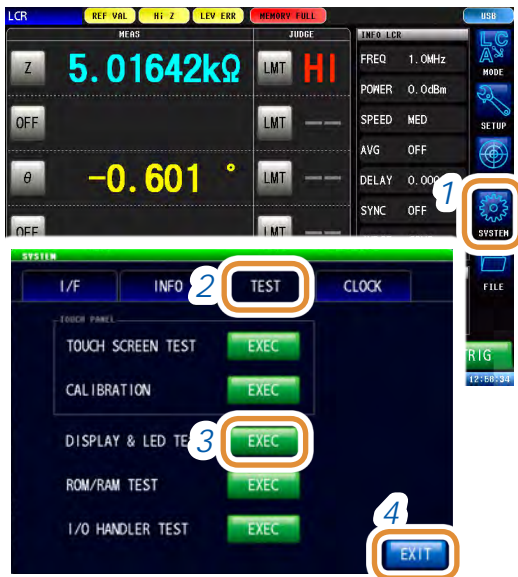 LCR REF VAL Hi Z LEV ERR MEMORY FULL USB
MEAS JUDGE INFO LCR
Z 5.01642kΩ LMT HI
FREQ 1.0MHz
MODE
POWER 0.0dBm
OFF LMT ---
SPEED MED
SETUP
AVG OFF
θ -0.601 ° LMT ---
DELAY 0.000
1
SYNC OFF
OFF LMT ---
SYSTEM
SYSTEM
I/F INFO 2 TEST CLOCK
FILE
TOUCH PANEL
TOUCH SCREEN TEST EXEC
RIG
CALIBRATION EXEC
DISPLAY & LED TE 3 EXEC
ROM/RAM TEST EXEC
I/O HANDLER TEST EXEC
4
EXIT